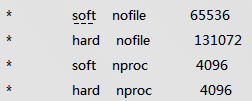 * soft nofile 65536
* hard nofile 131072
* soft nproc 4096
* hard nproc 4096